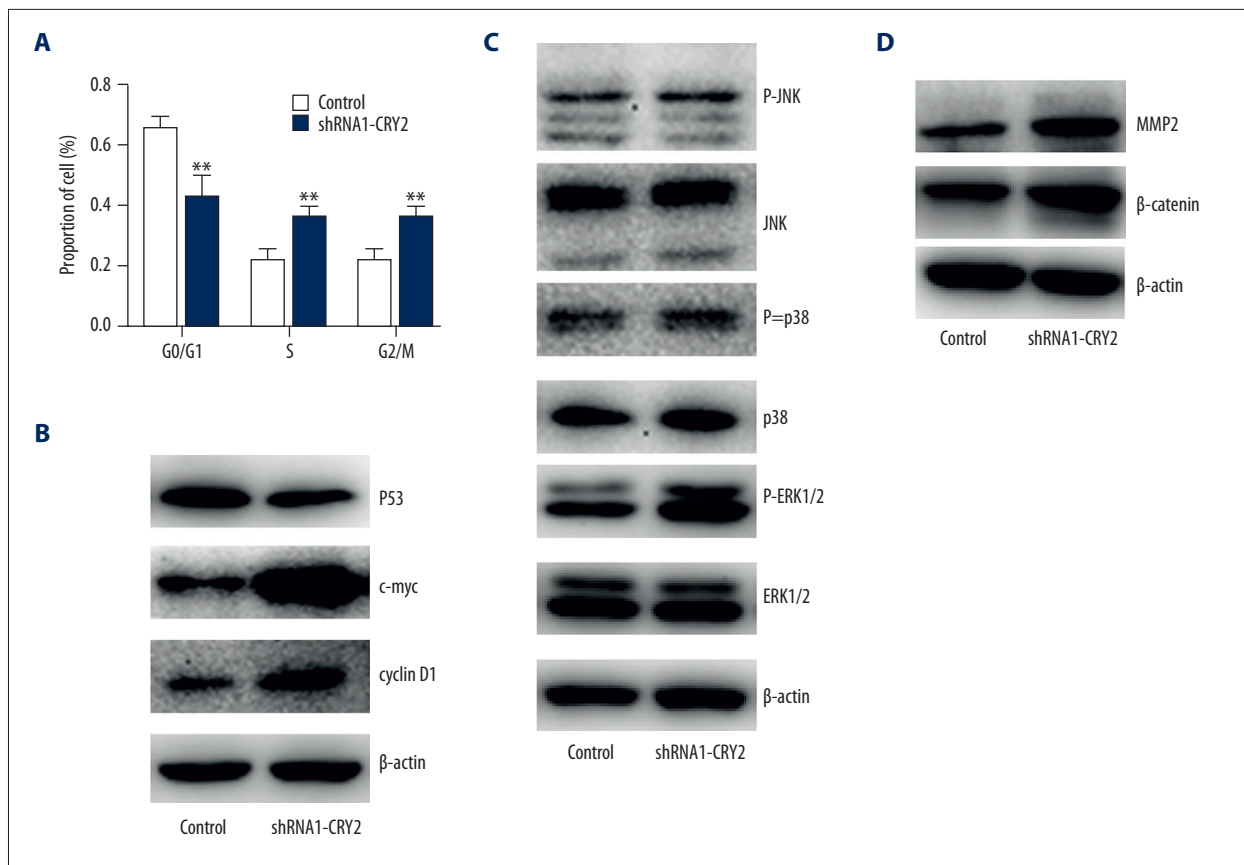 A
Proportion of cell (%)
0.8
0.6
0.4
0.2
0.0
Control
shRNA1-CRY2
**
**
**
G0/G1 S G2/M
B
P53
c-myc
cyclin D1
β-actin
Control shRNA1-CRY2
C
P-JNK
JNK
P=p38
p38
P-ERK1/2
ERK1/2
β-actin
Control shRNA1-CRY2
D
MMP2
β-catenin
β-actin
Control shRNA1-CRY2